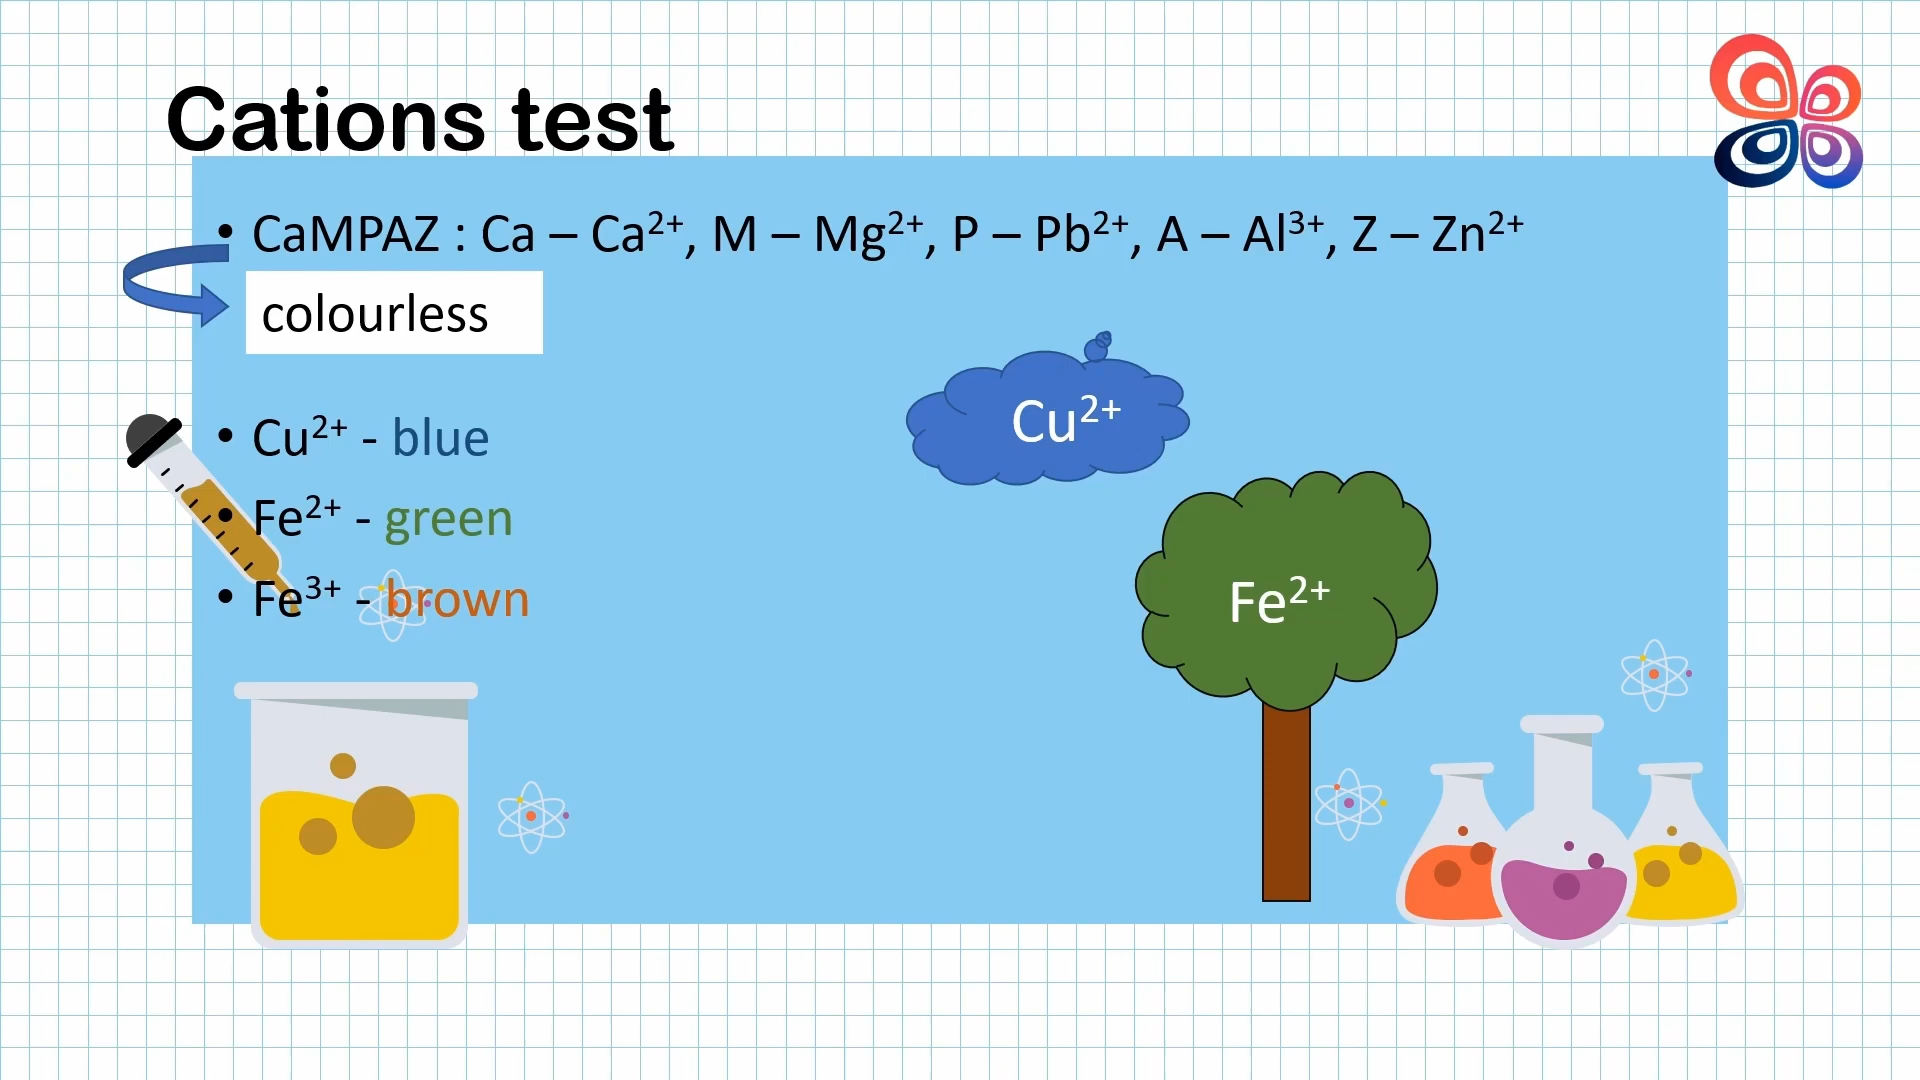 Cations test
• CaMPAZ : Ca – Ca²⁺, M – Mg²⁺, P – Pb²⁺, A – Al³⁺, Z – Zn²⁺
colourless
• Cu²⁺ - blue
• Fe²⁺ - green
• Fe³⁺ - brown
Cu²⁺
Fe²⁺